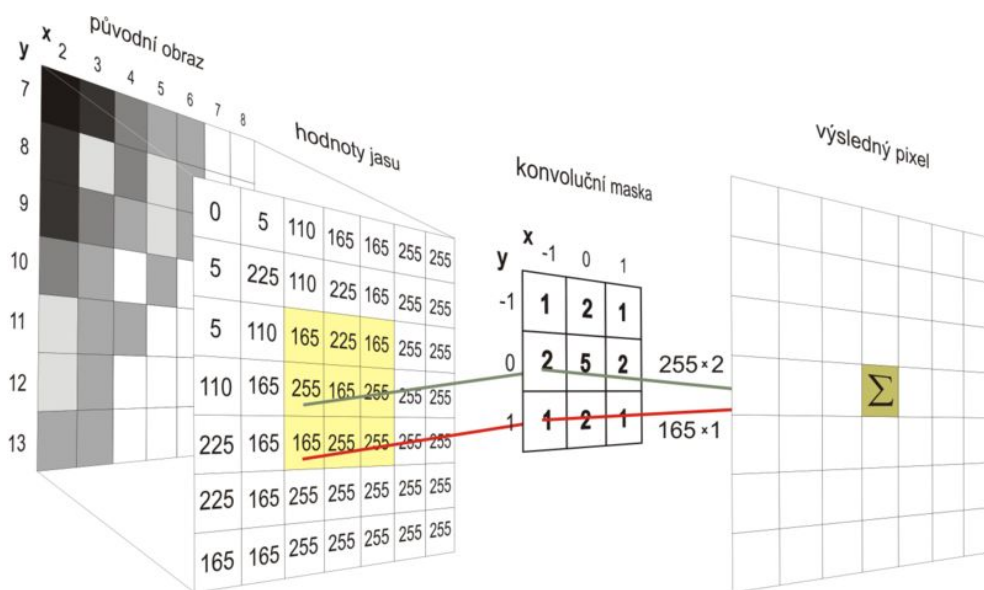 původní obraz
x
y
2 3 4 5 6 7 8
7
8
9
10
11
12
13
hodnoty jasu
0 5 110 165 165 255 255
5 225 110 225 165 255 255
5 110 165 225 165 255 255
110 165 255 165 255 255 255
225 165 165 255 255 255 255
225 165 255 255 255 255 255
165 165 255 255 255 255 255
konvoluční maska
x
y -1 0 1
-1 1 2 1
0 2 5 2
1 1 2 1
255×2
165×1
výsledný pixel
Σ